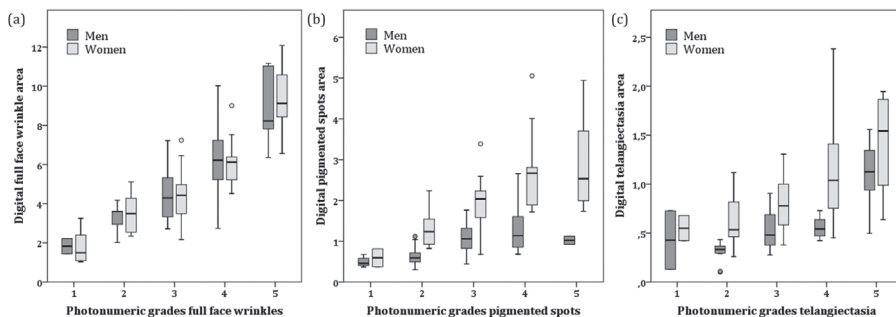 (a)
Digital full face wrinkle area
12
10
8
6
4
2
0
Men
Women
1 2 3 4 5
Photonumeric grades full face wrinkles
(b)
Digital pigmented spots area
6
5
4
3
2
1
0
Men
Women
1 2 3 4 5
Photonumeric grades pigmented spots
(c)
Digital telangiectasia area
2,5
2,0
1,5
1,0
,5
,0
Men
Women
1 2 3 4 5
Photonumeric grades telangiectasia